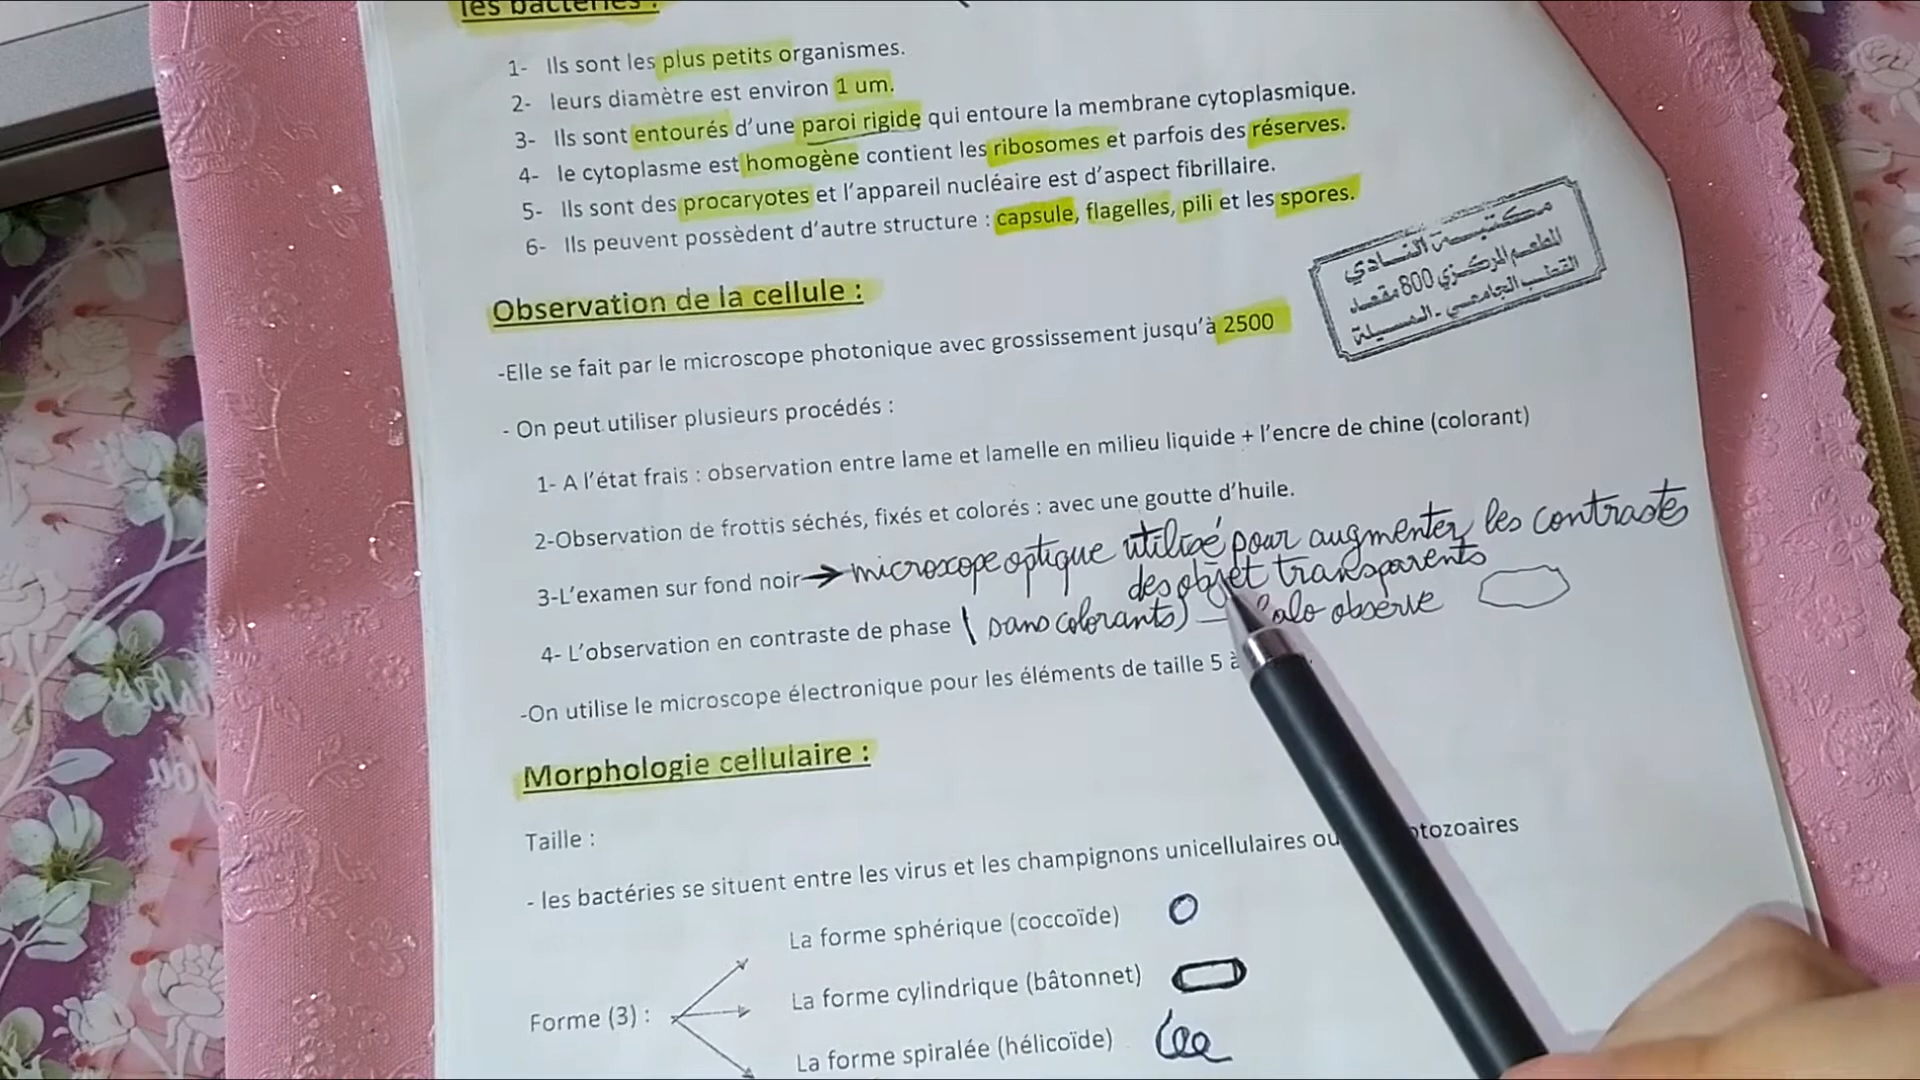 les bactéries :
1- Ils sont les plus petits organismes.
2- leurs diamètre est environ 1 um.
3- Ils sont entourés d'une paroi rigide qui entoure la membrane cytoplasmique.
4- le cytoplasme est homogène contient les ribosomes et parfois des réserves.
5- Ils sont des procaryotes et l'appareil nucléaire est d'aspect fibrillaire.
6- Ils peuvent possèdent d'autre structure : capsule, flagelles, pili et les spores.
مكتبة النادي
المطعم المركزي 800 مقعد
القطب الجامعي - المسيلة
Observation de la cellule :
-Elle se fait par le microscope photonique avec grossissement jusqu'à 2500
- On peut utiliser plusieurs procédés :
1- A l'état frais : observation entre lame et lamelle en milieu liquide + l'encre de chine (colorant)
2-Observation de frottis séchés, fixés et colorés : avec une goutte d'huile.
3-L'examen sur fond noir → microscope optique utilisé pour augmenter les contrastes
des objet transparents
4- L'observation en contraste de phase ( sans colorants) observe
-On utilise le microscope électronique pour les éléments de taille 5 à
Morphologie cellulaire :
Taille :
- les bactéries se situent entre les virus et les champignons unicellulaires ou
La forme sphérique (coccoïde)
La forme cylindrique (bâtonnet)
Forme (3) :
La forme spiralée (hélicoïde)